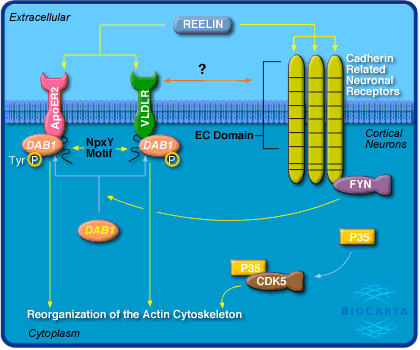 Extracellular
REELIN
?
Cadherin
Related
Neuronal
Receptors
ApoER2
VLDLR
EC Domain
Cortical
Neurons
NpxY
Motif
DAB1
DAB1
Tyr P
P
FYN
DAB1
P35
P35
CDK5
Reorganization of the Actin Cytoskeleton
BIOCARTA
Cytoplasm